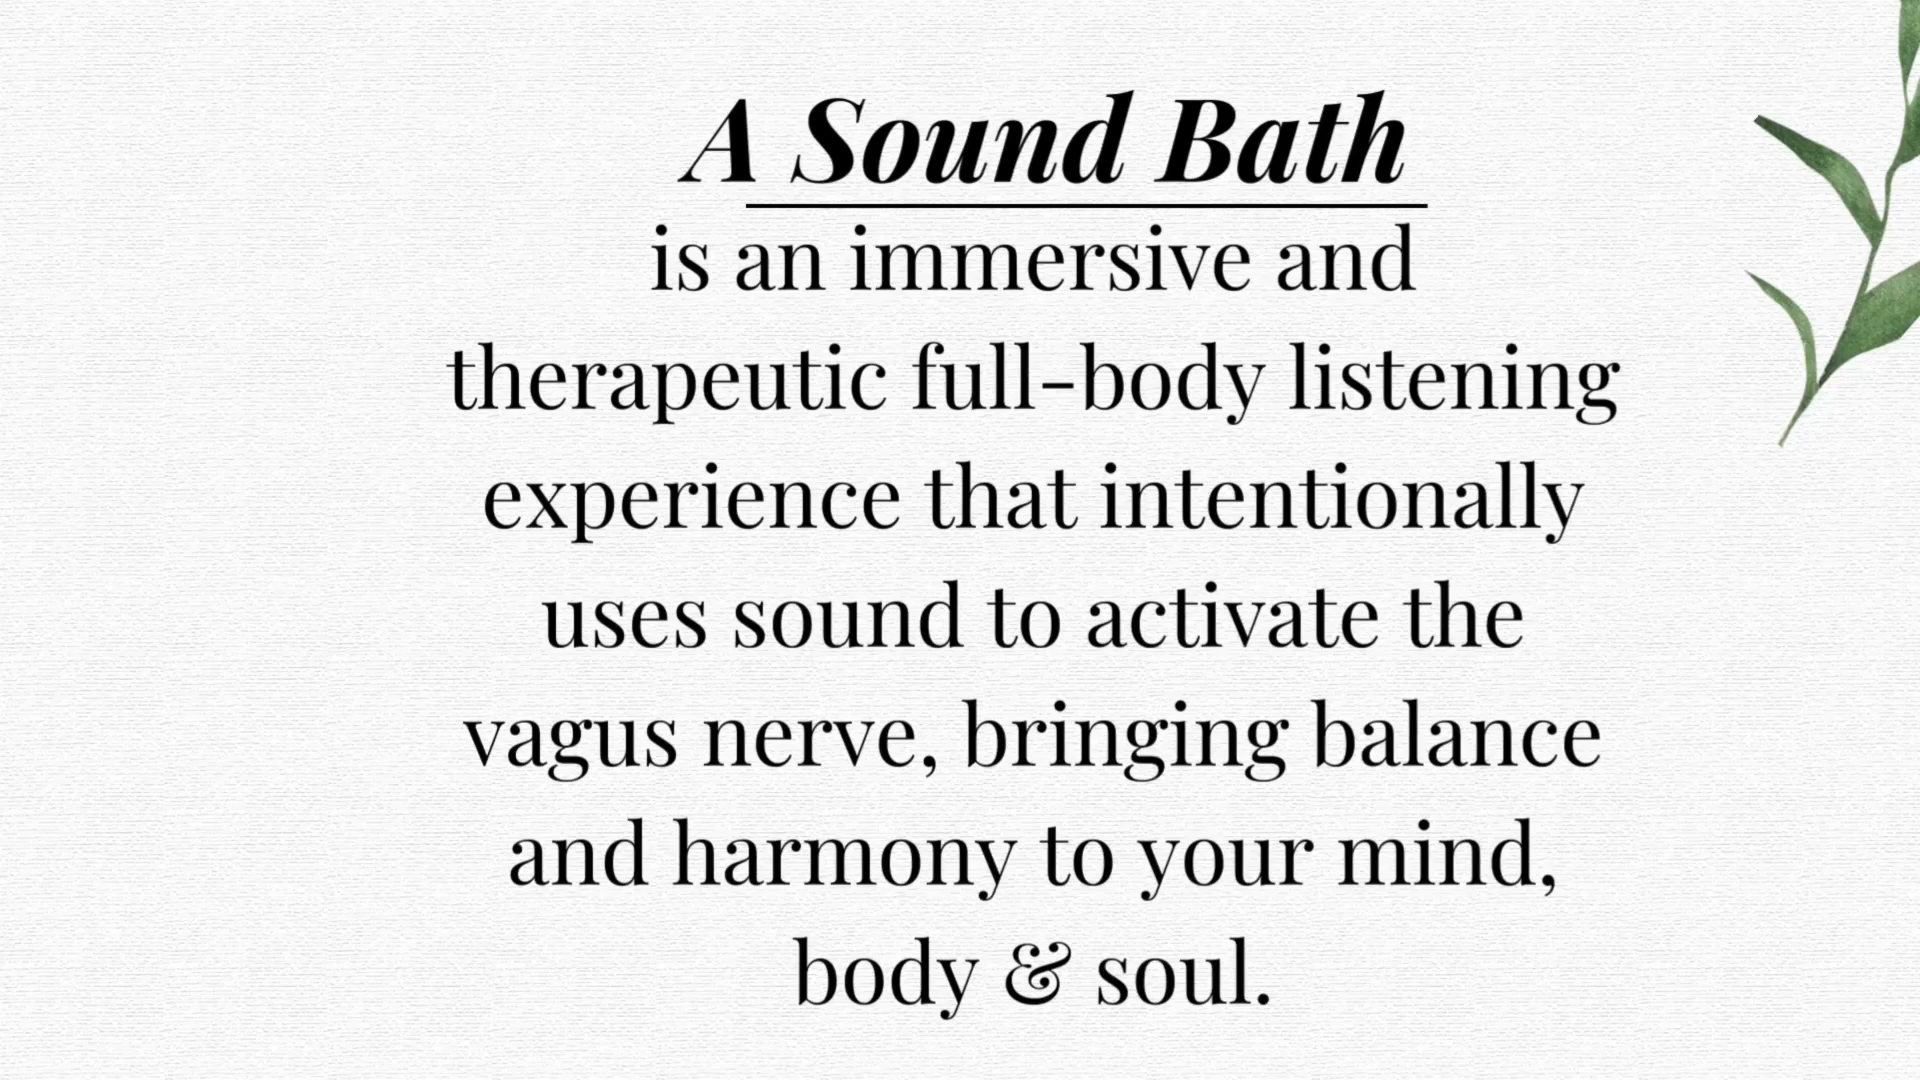 A Sound Bath
is an immersive and
therapeutic full-body listening
experience that intentionally
uses sound to activate the
vagus nerve, bringing balance
and harmony to your mind,
body & soul.